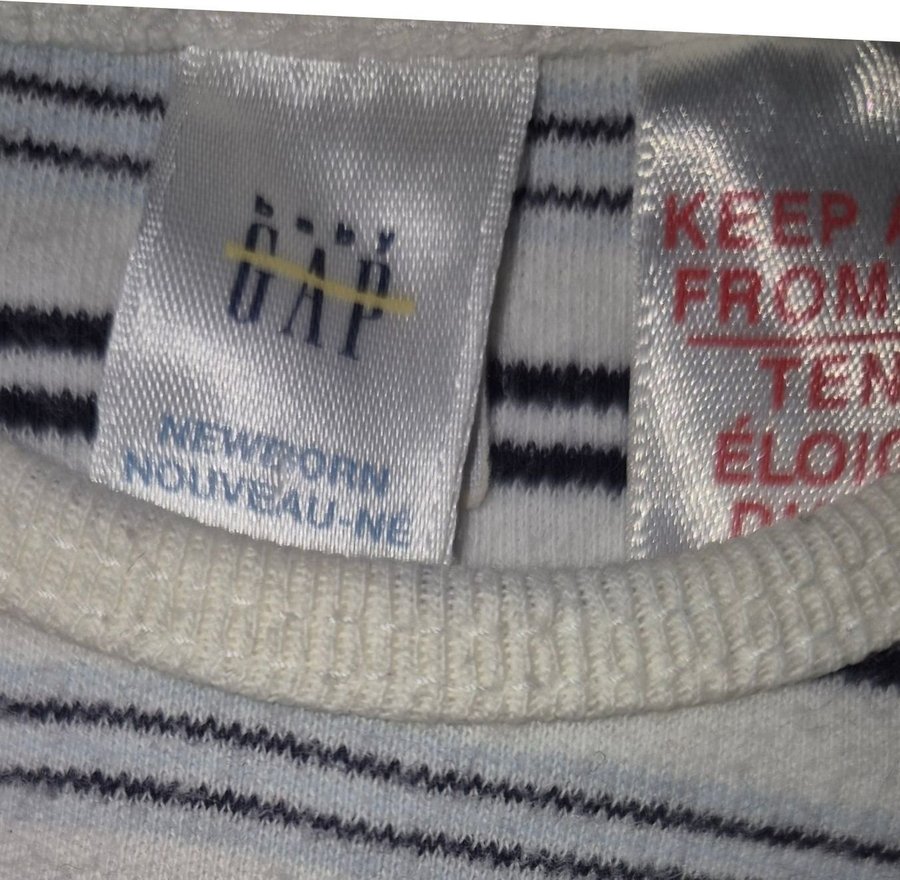 baby
GAP
NEWBORN
NOUVEAU-NÉ
KEEP
FROM
TEN
ÉLOIG